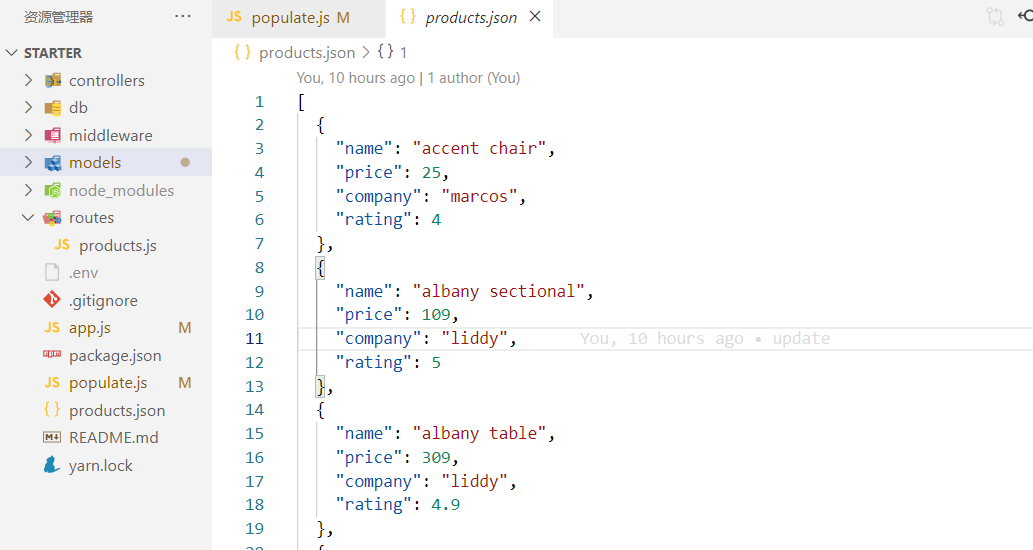 资源管理器 ···
JS populate.js M {} products.json ×
STARTER
controllers
db
middleware
models
node_modules
routes
JS products.js
.env
.gitignore
JS app.js M
package.json
JS populate.js M
{} products.json
README.md
yarn.lock
{} products.json > {} 1
You, 10 hours ago | 1 author (You)
1 [
2 {
3 "name": "accent chair",
4 "price": 25,
5 "company": "marcos",
6 "rating": 4
7 },
8 {
9 "name": "albany sectional",
10 "price": 109,
11 "company": "liddy", You, 10 hours ago • update
12 "rating": 5
13 },
14 {
15 "name": "albany table",
16 "price": 309,
17 "company": "liddy",
18 "rating": 4.9
19 },